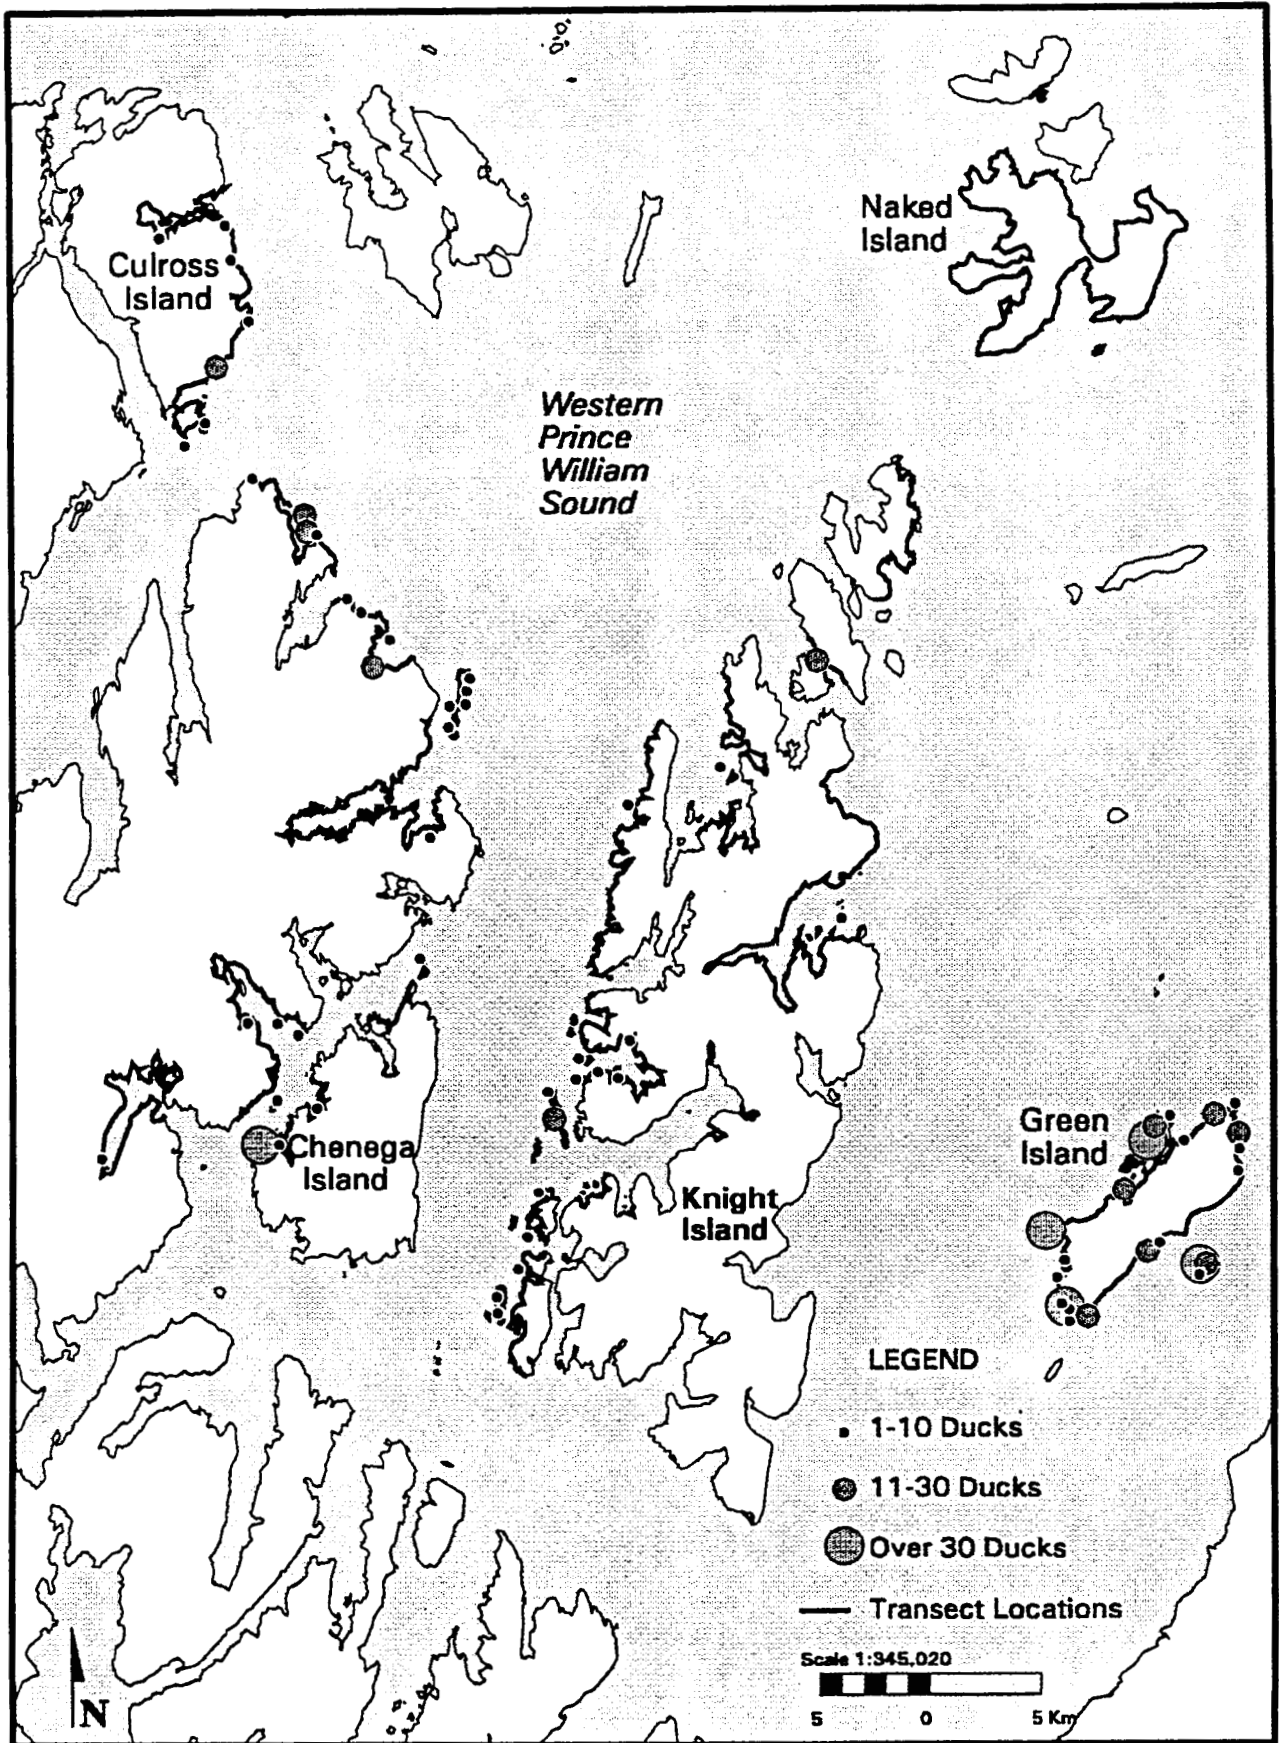 Naked
Island
Culross
Island
Western
Prince
William
Sound
Green
Island
Chenega
Island
Knight
Island
LEGEND
1-10 Ducks
11-30 Ducks
Over 30 Ducks
Transect Locations
Scale 1:345,020
5 0 5 Km
N